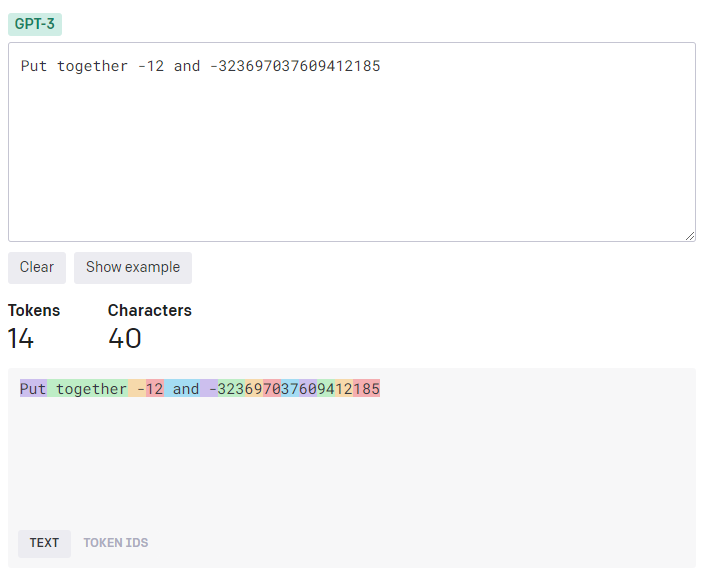 GPT-3
Put together -12 and -323697037609412185
Clear Show example
Tokens Characters
14 40
Put together -12 and -323697037609412185
TEXT TOKEN IDS